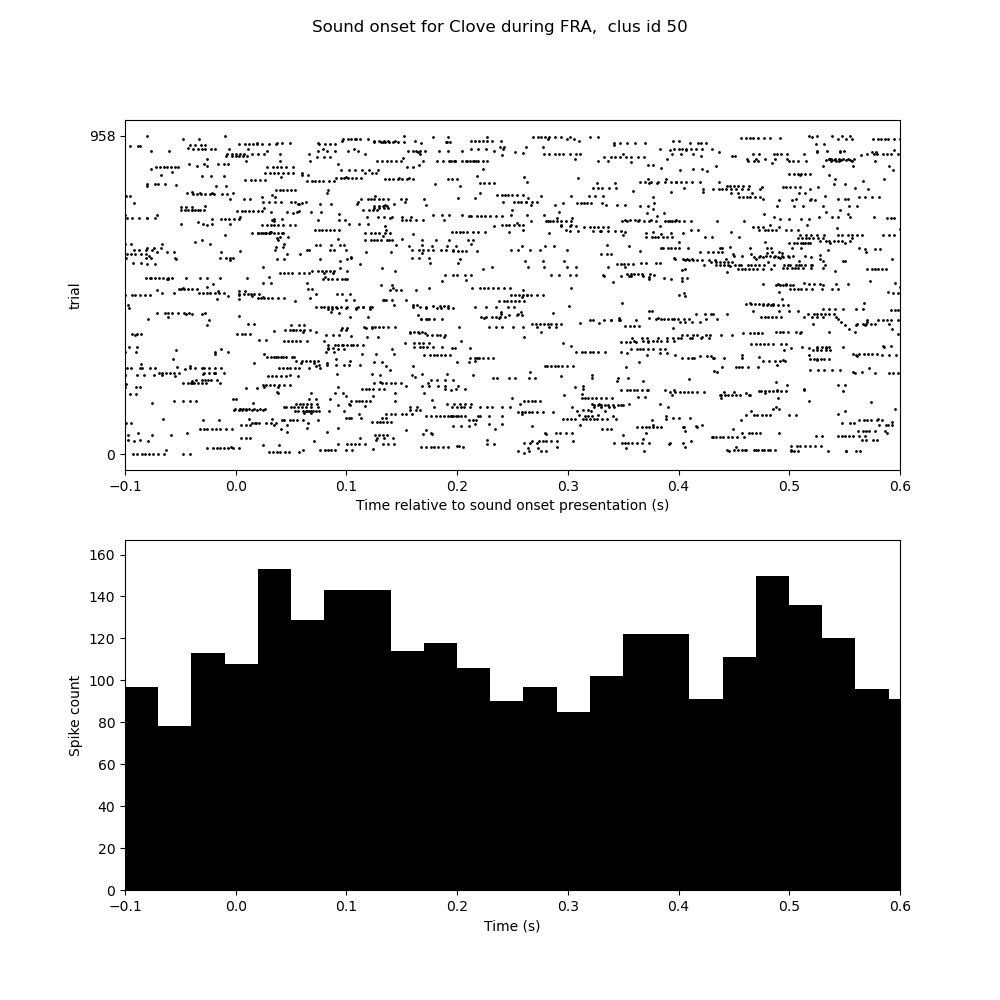 Sound onset for Clove during FRA,  clus id 50
958
trial
0
−0.1 0.0 0.1 0.2 0.3 0.4 0.5 0.6
Time relative to sound onset presentation (s)
160
140
120
100
Spike count
80
60
40
20
0
−0.1 0.0 0.1 0.2 0.3 0.4 0.5 0.6
Time (s)